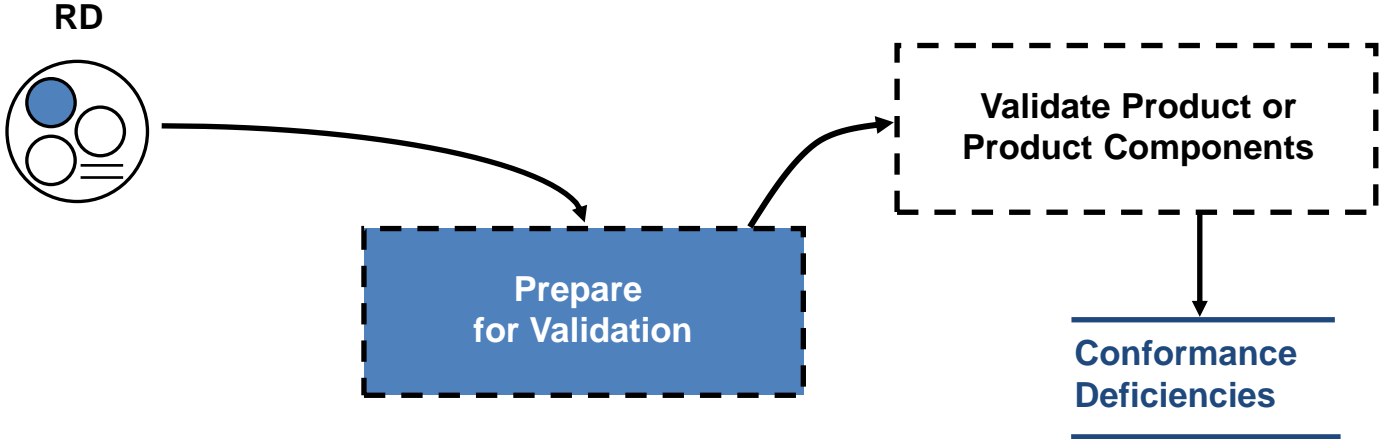 RD
Validate Product or
Product Components
Prepare
for Validation
Conformance
Deficiencies